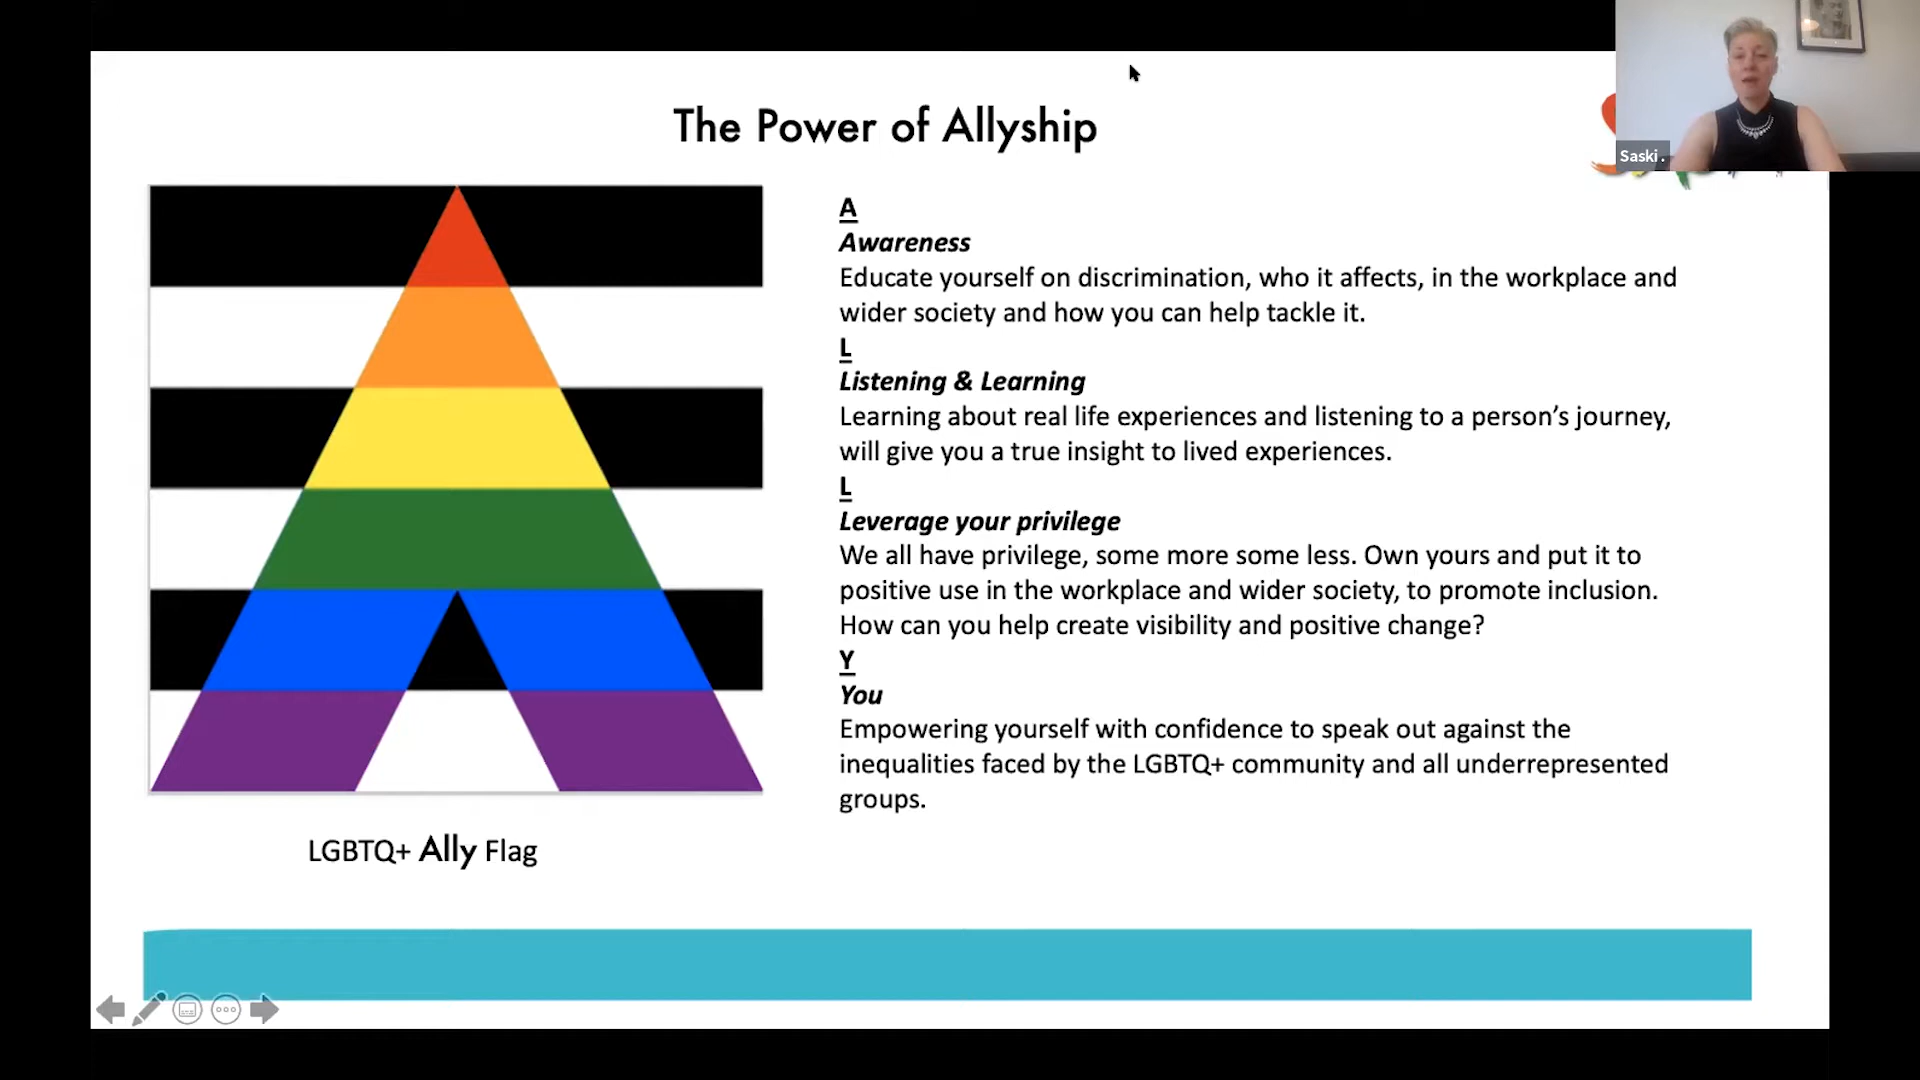 The Power of Allyship
Saski .
A
Awareness
Educate yourself on discrimination, who it affects, in the workplace and
wider society and how you can help tackle it.
L
Listening & Learning
Learning about real life experiences and listening to a person’s journey,
will give you a true insight to lived experiences.
L
Leverage your privilege
We all have privilege, some more some less. Own yours and put it to
positive use in the workplace and wider society, to promote inclusion.
How can you help create visibility and positive change?
Y
You
Empowering yourself with confidence to speak out against the
inequalities faced by the LGBTQ+ community and all underrepresented
groups.
LGBTQ+ Ally Flag